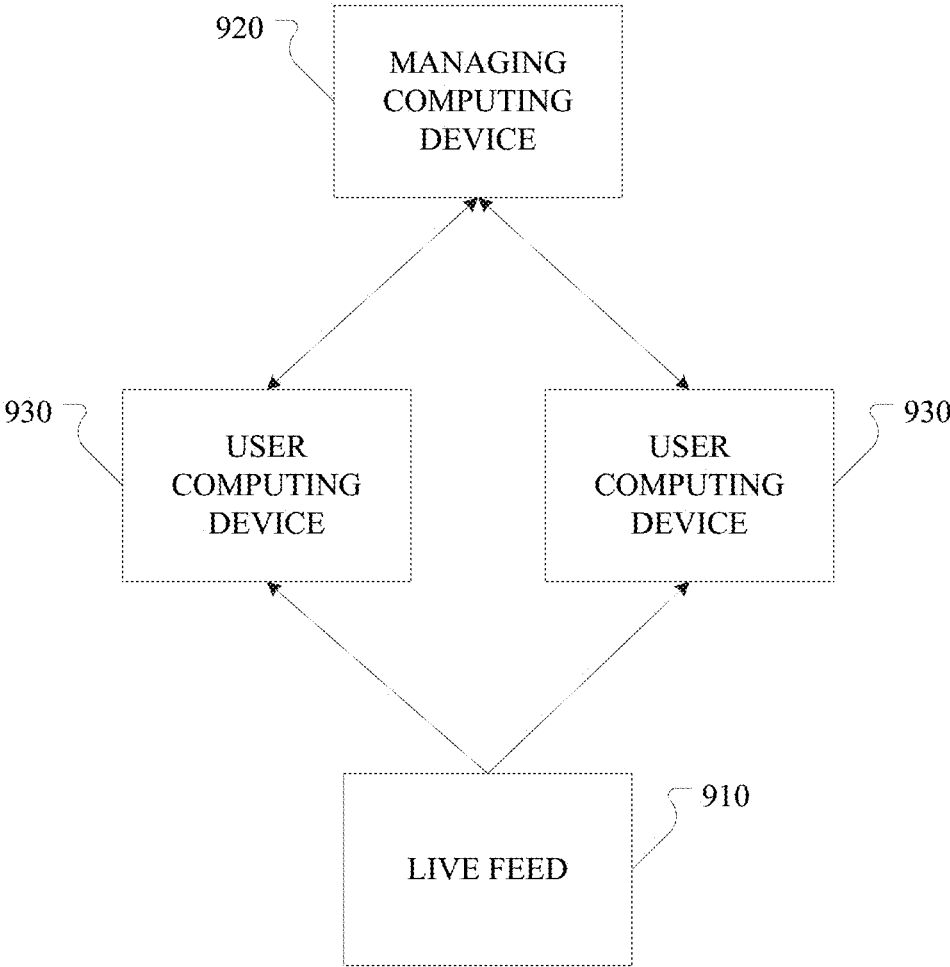 920
MANAGING
COMPUTING
DEVICE
930
USER
COMPUTING
DEVICE
USER
COMPUTING
DEVICE
930
910
LIVE FEED